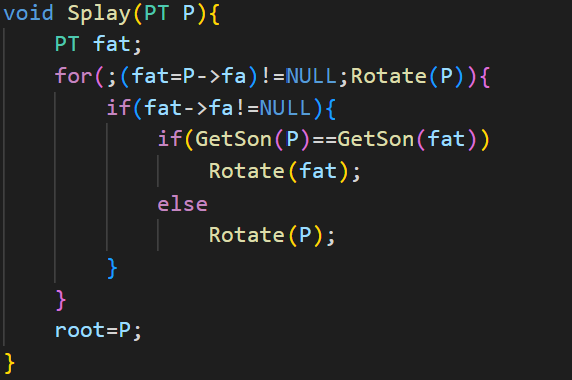 void Splay(PT P){
    PT fat;
    for(;(fat=P->fa)!=NULL;Rotate(P)){
        if(fat->fa!=NULL){
            if(GetSon(P)==GetSon(fat))
                Rotate(fat);
            else
                Rotate(P);
        }
    }
    root=P;
}